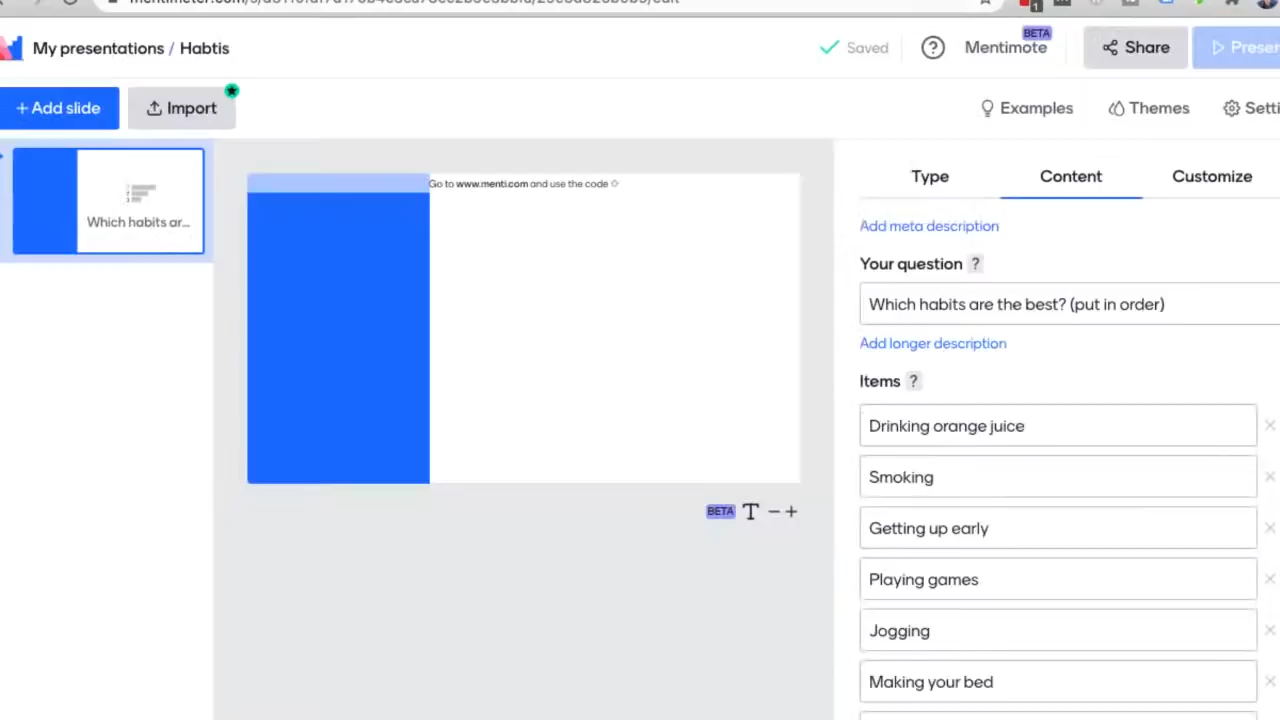 My presentations / Habtis
Saved
?
Mentimote
BETA
Share
+ Add slide
Import
Examples
Themes
Which habits ar...
Go to www.menti.com and use the code
BETA T − +
Type
Content
Customize
Add meta description
Your question ?
Which habits are the best? (put in order)
Add longer description
Items ?
Drinking orange juice
Smoking
Getting up early
Playing games
Jogging
Making your bed